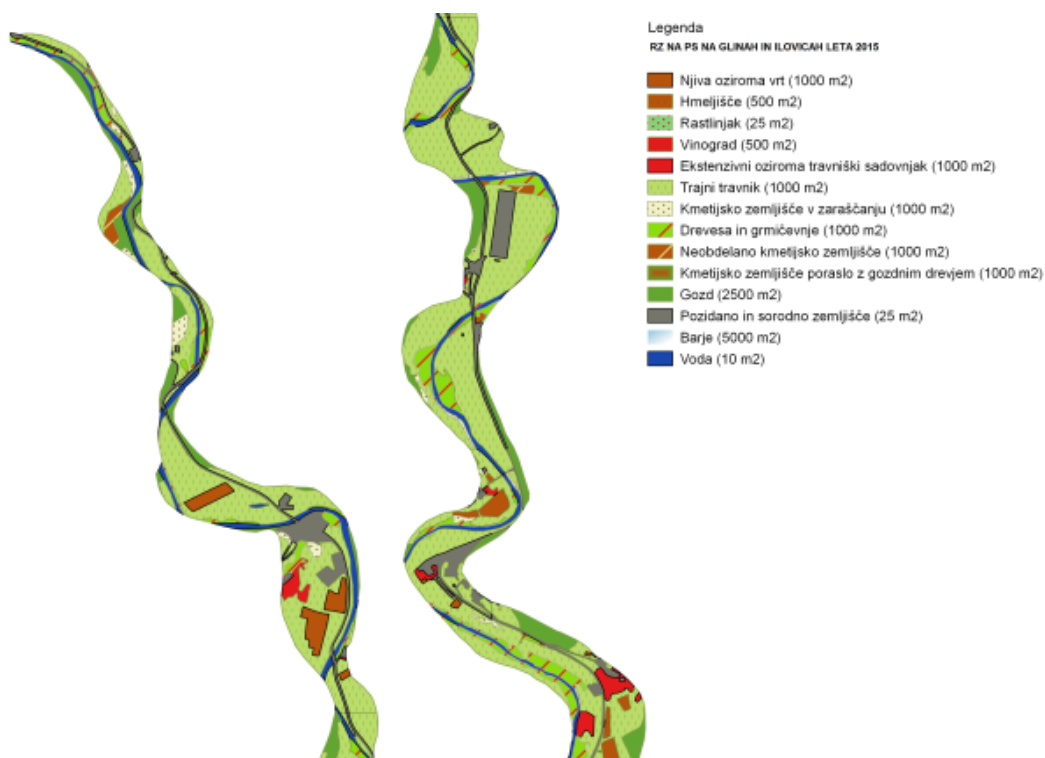 Legenda
RZ NA PS NA GLINAH IN ILOVICAH LETA 2015
Njiva oziroma vrt (1000 m2)
Hmeljišče (500 m2)
Rastlinjak (25 m2)
Vinograd (500 m2)
Ekstenzivni oziroma travniški sadovnjak (1000 m2)
Trajni travnik (1000 m2)
Kmetijsko zemljišče v zaraščanju (1000 m2)
Drevesa in grmičevnje (1000 m2)
Neobdelano kmetijsko zemljišče (1000 m2)
Kmetijsko zemljišče poraslo z gozdnim drevjem (1000 m2)
Gozd (2500 m2)
Pozidano in sorodno zemljišče (25 m2)
Barje (5000 m2)
Voda (10 m2)